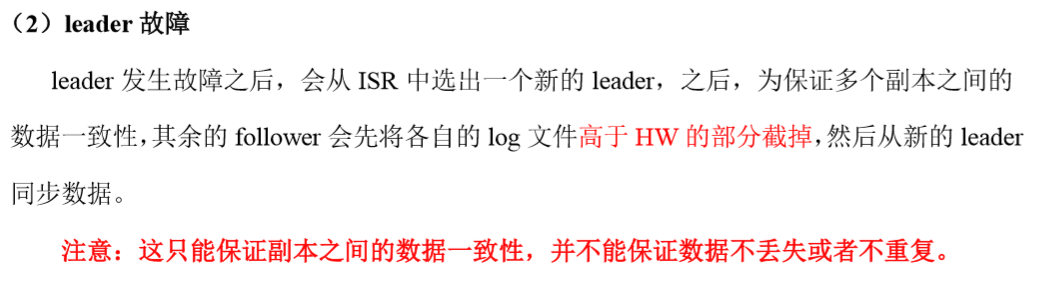 （2）leader 故障
leader 发生故障之后，会从 ISR 中选出一个新的 leader，之后，为保证多个副本之间的
数据一致性，其余的 follower 会先将各自的 log 文件高于 HW 的部分截掉，然后从新的 leader
同步数据。
注意：这只能保证副本之间的数据一致性，并不能保证数据不丢失或者不重复。